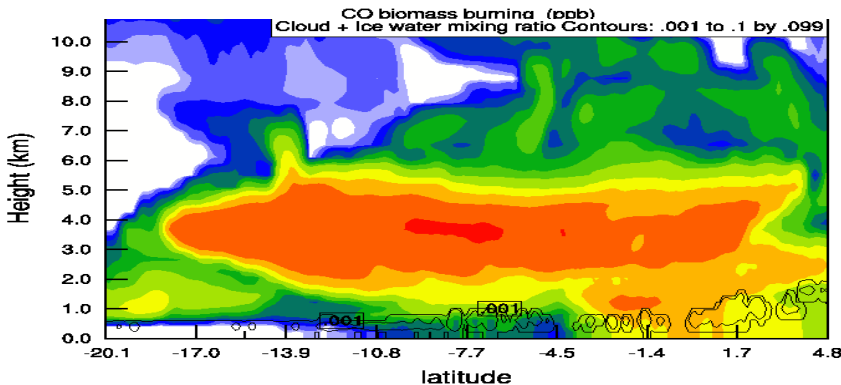 CO biomass burning (ppb)
Cloud + Ice water mixing ratio Contours: .001 to .1 by .099
10.0
9.0
8.0
7.0
6.0
5.0
4.0
3.0
2.0
1.0
0.0
Height (km)
.001
.001
-20.1 -17.0 -13.9 -10.8 -7.7 -4.5 -1.4 1.7 4.8
latitude